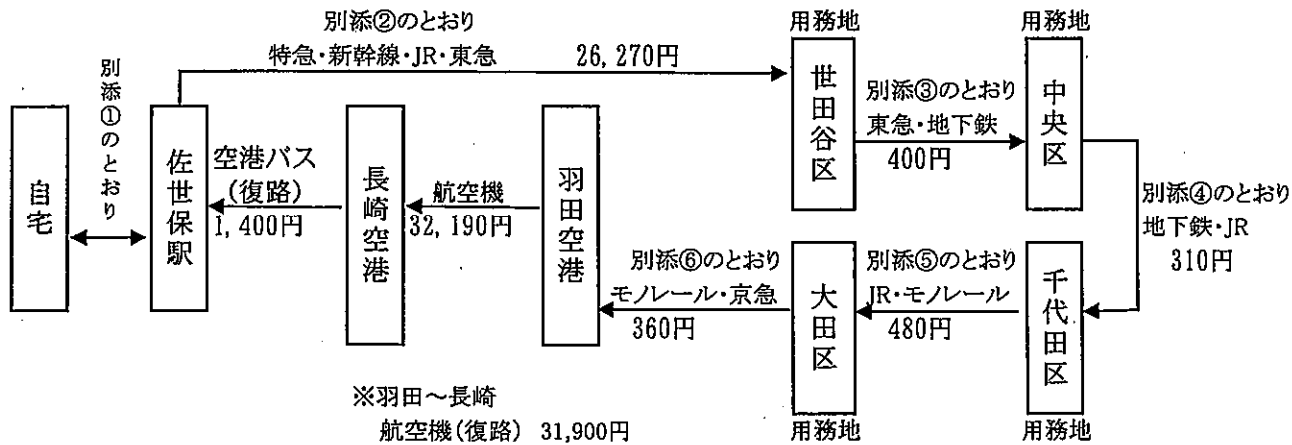 別添②のとおり
特急・新幹線・JR・東急 26,270円
用務地
用務地
別添①のとおり
自宅
佐世保駅
空港バス
(復路)
1,400円
長崎空港
航空機
32,190円
羽田空港
世田谷区
別添③のとおり
東急・地下鉄
400円
中央区
別添④のとおり
地下鉄・JR
310円
別添⑥のとおり
モノレール・京急
360円
大田区
別添⑤のとおり
JR・モノレール
480円
千代田区
※羽田～長崎
航空機(復路) 31,900円
用務地
用務地